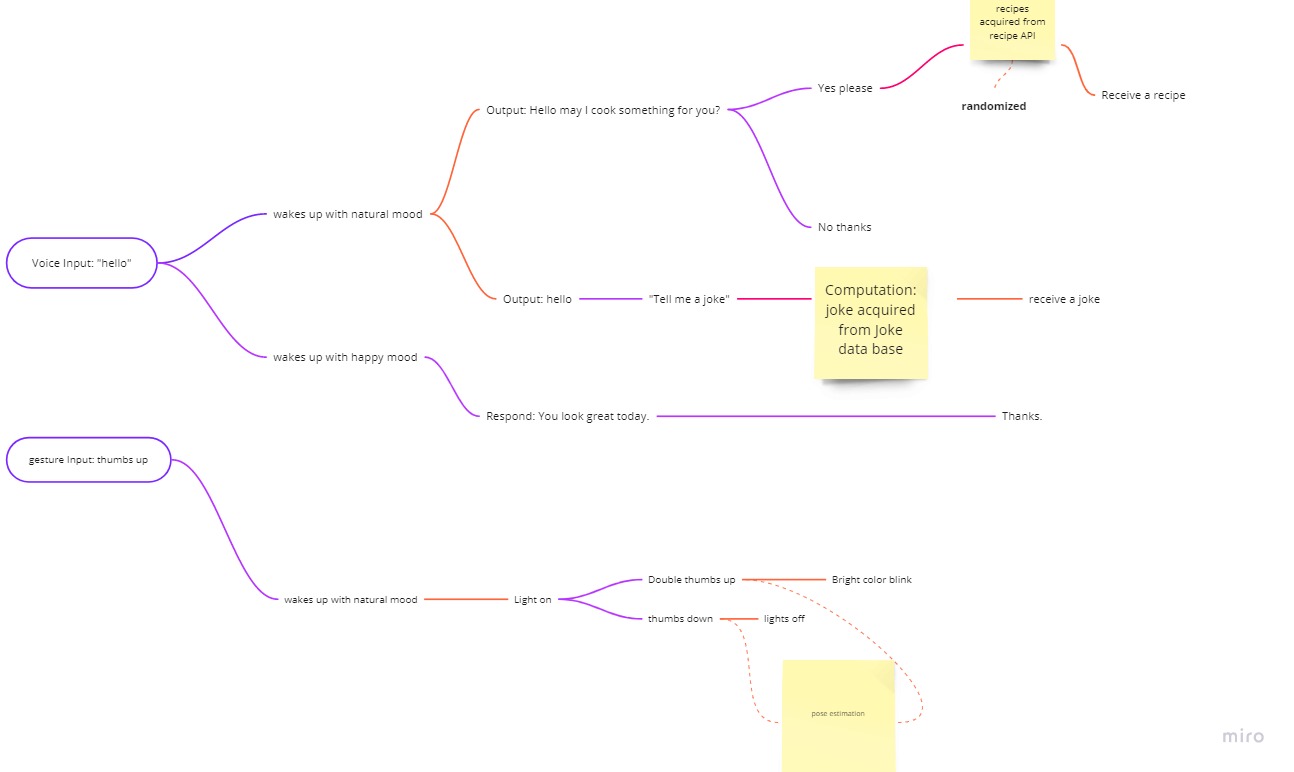 recipes
acquired from
recipe API
Yes please
Receive a recipe
randomized
Output: Hello may I cook something for you?
wakes up with natural mood
No thanks
Voice Input: "hello"
Computation:
joke acquired
from Joke
data base
Output: hello
"Tell me a joke"
receive a joke
wakes up with happy mood
Respond: You look great today.
Thanks.
gesture Input: thumbs up
wakes up with natural mood
Light on
Double thumbs up
Bright color blink
thumbs down
lights off
pose estimation
miro